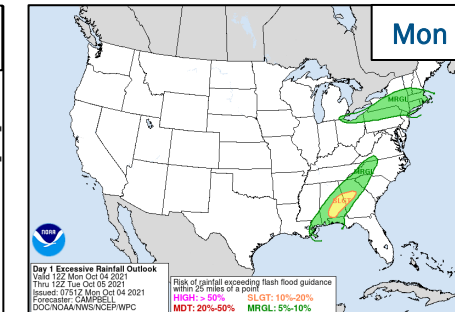 Mon
MRGL
MRGL
SLGT
NOAA
Day 1 Excessive Rainfall Outlook
Valid 12Z Mon Oct 04 2021
Thru 12Z Tue Oct 05 2021
Issued: 0751Z Mon Oct 04 2021
Forecaster: CAMPBELL
DOC/NOAA/NWS/NCEP/WPC
Risk of rainfall exceeding flash flood guidance
within 25 miles of a point
HIGH: > 50% SLGT: 10%-20%
MDT: 20%-50% MRGL: 5%-10%